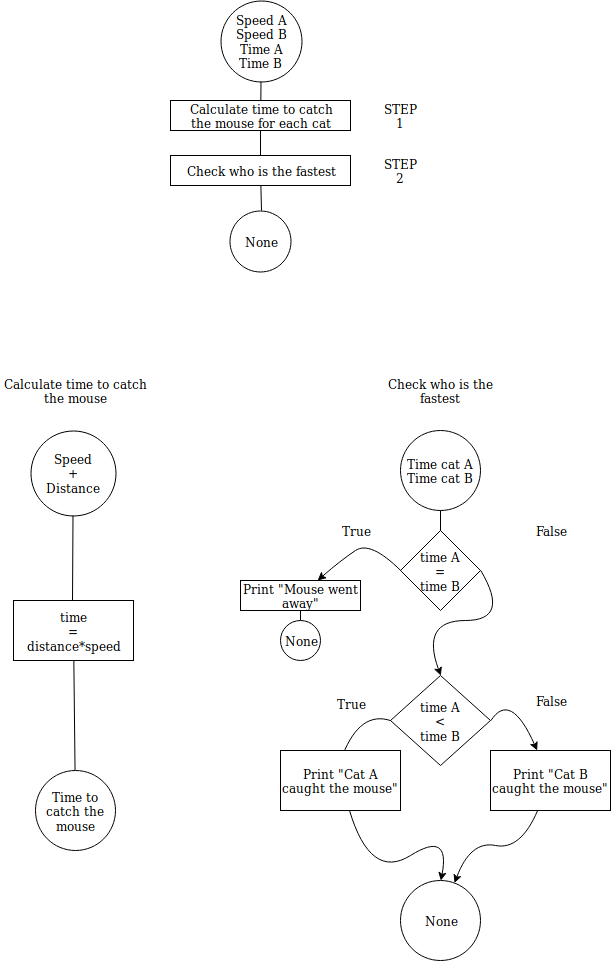 Speed A
Speed B
Time A
Time B
Calculate time to catch
the mouse for each cat
STEP
1
Check who is the fastest
STEP
2
None
Calculate time to catch
the mouse
Speed
+
Distance
time
=
distance*speed
Time to
catch the
mouse
Check who is the
fastest
Time cat A
Time cat B
True
False
time A
=
time B
Print "Mouse went
away"
None
True
False
time A
<
time B
Print "Cat A
caught the mouse"
Print "Cat B
caught the mouse"
None